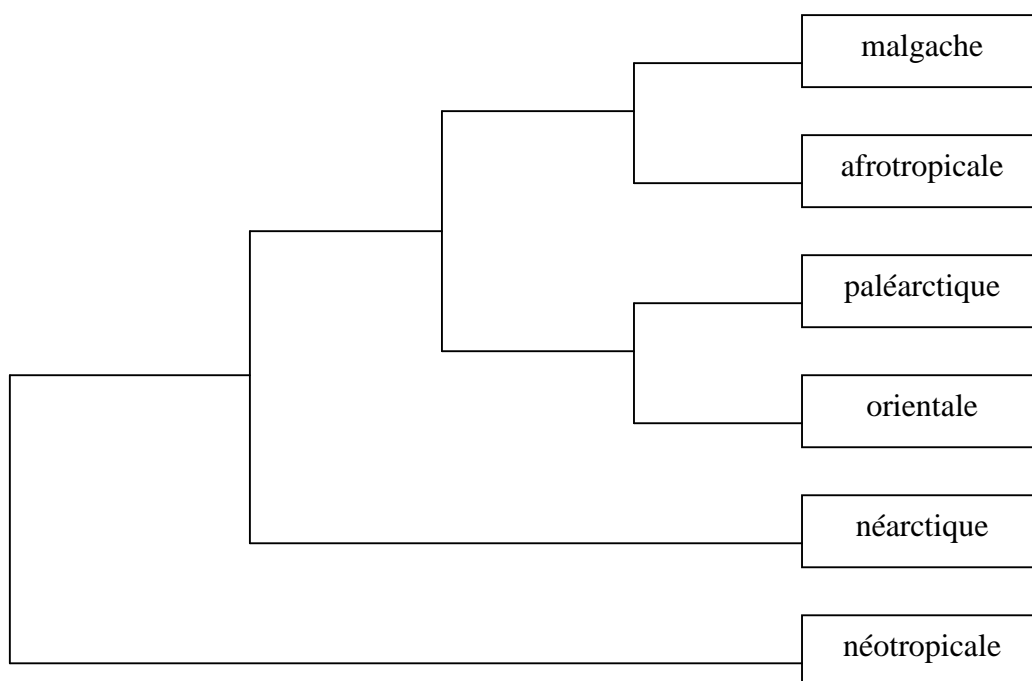 malgache
afrotropicale
paléarctique
orientale
néarctique
néotropicale